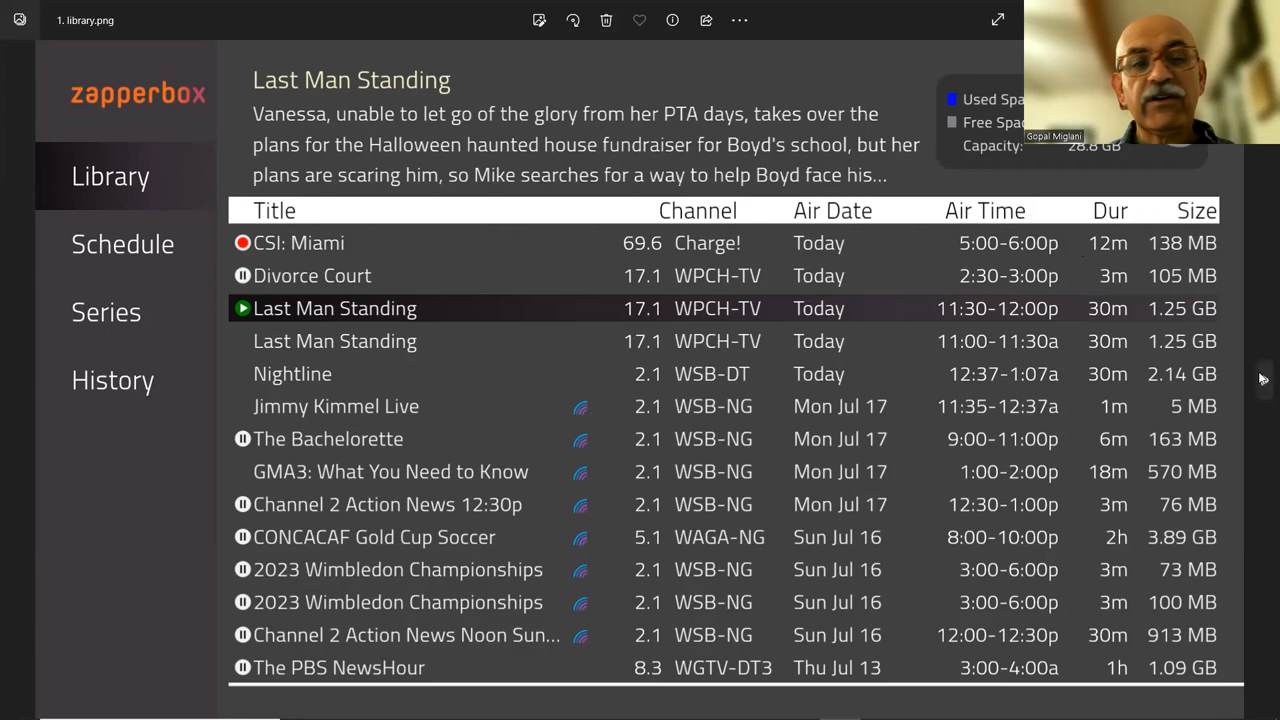 1. library.png
zapperbox
Library
Schedule
Series
History
Last Man Standing
Vanessa, unable to let go of the glory from her PTA days, takes over the
plans for the Halloween haunted house fundraiser for Boyd's school, but her
plans are scaring him, so Mike searches for a way to help Boyd face his...
Used Spa
Free Spac
Capacity: 28.8 GB
Gopal Miglani
Title Channel Air Date Air Time Dur Size
CSI: Miami 69.6 Charge! Today 5:00-6:00p 12m 138 MB
Divorce Court 17.1 WPCH-TV Today 2:30-3:00p 3m 105 MB
Last Man Standing 17.1 WPCH-TV Today 11:30-12:00p 30m 1.25 GB
Last Man Standing 17.1 WPCH-TV Today 11:00-11:30a 30m 1.25 GB
Nightline 2.1 WSB-DT Today 12:37-1:07a 30m 2.14 GB
Jimmy Kimmel Live 2.1 WSB-NG Mon Jul 17 11:35-12:37a 1m 5 MB
The Bachelorette 2.1 WSB-NG Mon Jul 17 9:00-11:00p 6m 163 MB
GMA3: What You Need to Know 2.1 WSB-NG Mon Jul 17 1:00-2:00p 18m 570 MB
Channel 2 Action News 12:30p 2.1 WSB-NG Mon Jul 17 12:30-1:00p 3m 76 MB
CONCACAF Gold Cup Soccer 5.1 WAGA-NG Sun Jul 16 8:00-10:00p 2h 3.89 GB
2023 Wimbledon Championships 2.1 WSB-NG Sun Jul 16 3:00-6:00p 3m 73 MB
2023 Wimbledon Championships 2.1 WSB-NG Sun Jul 16 3:00-6:00p 3m 100 MB
Channel 2 Action News Noon Sun... 2.1 WSB-NG Sun Jul 16 12:00-12:30p 30m 913 MB
The PBS NewsHour 8.3 WGTV-DT3 Thu Jul 13 3:00-4:00a 1h 1.09 GB